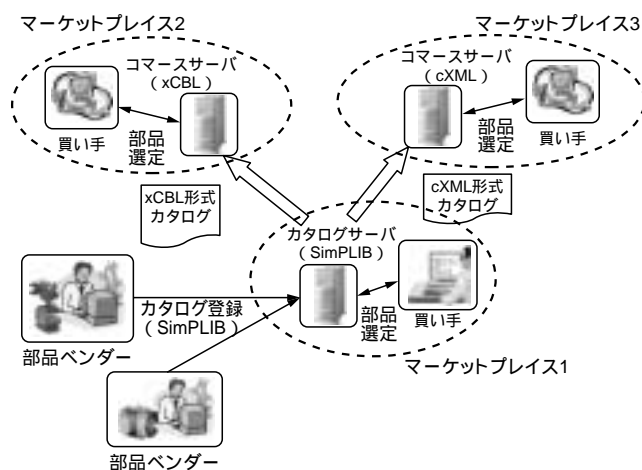 マーケットプレイス2
マーケットプレイス3
コマースサーバ
（xCBL）
買い手
部品
選定
コマースサーバ
（cXML）
部品
選定
買い手
xCBL形式
カタログ
cXML形式
カタログ
カタログサーバ
（SimPLIB）
部品
選定
買い手
カタログ登録
（SimPLIB）
部品ベンダー
マーケットプレイス1
部品ベンダー